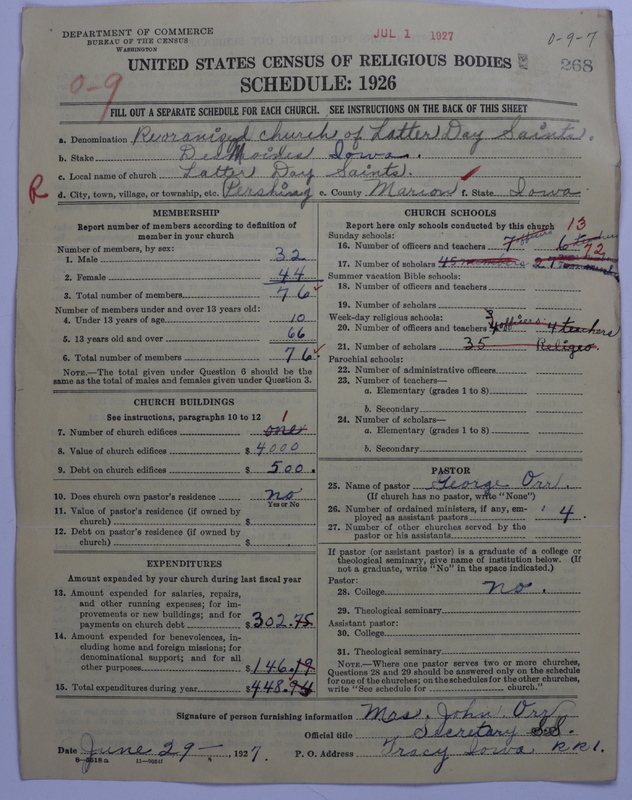 DEPARTMENT OF COMMERCE
BUREAU OF THE CENSUS
WASHINGTON
JUL 1 1927
0-9-7
268
UNITED STATES CENSUS OF RELIGIOUS BODIES
SCHEDULE: 1926
0-9
FILL OUT A SEPARATE SCHEDULE FOR EACH CHURCH. SEE INSTRUCTIONS ON THE BACK OF THIS SHEET
a. Denomination Reoranized church of Latter Day Saints.
b. Stake DesMoides Iowa.
c. Local name of church Latter Day Saints.
R d. City, town, village, or township, etc. Pershing e. County Marion f. State Iowa
MEMBERSHIP
Report number of members according to definition of member in your church
Number of members, by sex:
1. Male 32
2. Female 44
3. Total number of members 76
Number of members under and over 13 years old:
4. Under 13 years of age 10
5. 13 years old and over 66
6. Total number of members 76
NOTE.—The total given under Question 6 should be the same as the total of males and females given under Question 3.
CHURCH BUILDINGS
See instructions, paragraphs 10 to 12
7. Number of church edifices one 1
8. Value of church edifices $4000
9. Debt on church edifices $500.
10. Does church own pastor's residence no
Yes or No
11. Value of pastor's residence (if owned by church) $
12. Debt on pastor's residence (if owned by church) $
EXPENDITURES
Amount expended by your church during last fiscal year
13. Amount expended for salaries, repairs, and other running expenses; for improvements or new buildings; and for payments on church debt $302.75
14. Amount expended for benevolences, including home and foreign missions; for denominational support; and for all other purposes $146.19
15. Total expenditures during year $448.94
CHURCH SCHOOLS
Report here only schools conducted by this church
Sunday schools: 13
16. Number of officers and teachers 7 officers 6 teachers
17. Number of scholars 72
Summer vacation Bible schools:
18. Number of officers and teachers
19. Number of scholars
Week-day religious schools:
20. Number of officers and teachers 4 officers 4 teachers
21. Number of scholars 35 Religeo.
Parochial schools:
22. Number of administrative officers
23. Number of teachers—
a. Elementary (grades 1 to 8)
b. Secondary
24. Number of scholars—
a. Elementary (grades 1 to 8)
b. Secondary
PASTOR
25. Name of pastor George Orr.
(If church has no pastor, write "None")
26. Number of ordained ministers, if any, employed as assistant pastors 4.
27. Number of other churches served by the pastor or his assistants
If pastor (or assistant pastor) is a graduate of a college or theological seminary, give name of institution below. (If not a graduate, write "No" in the space indicated.)
Pastor:
28. College no.
29. Theological seminary
Assistant pastor:
30. College
31. Theological seminary
NOTE.—Where one pastor serves two or more churches, Questions 28 and 29 should be answered only on the schedule for one of the churches; on the schedules for the other churches, write "See schedule for church."
Signature of person furnishing information Mrs. John Orr
Official title Secretary S.S.
Date June 29 —, 1927. P. O. Address Tracy Iowa RR1.
8-5519a 11-9054f